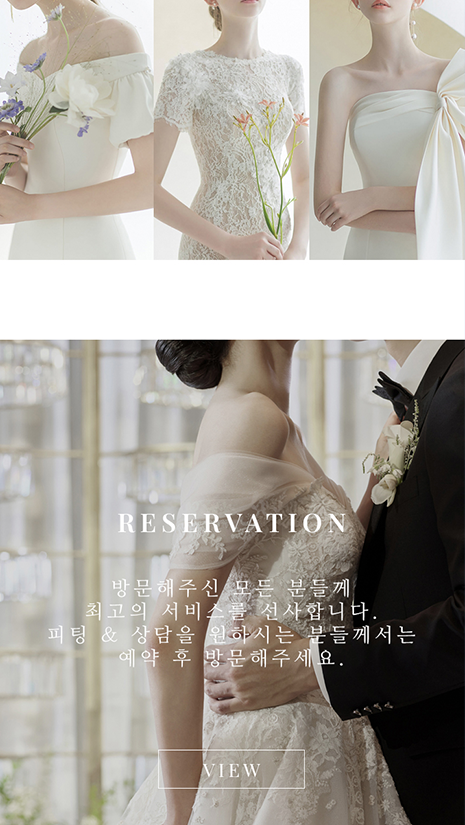 RESERVATION
방문해주신 모든 분들께
최고의 서비스를 선사합니다.
피팅 & 상담을 원하시는 분들께서는
예약 후 방문해주세요.
VIEW